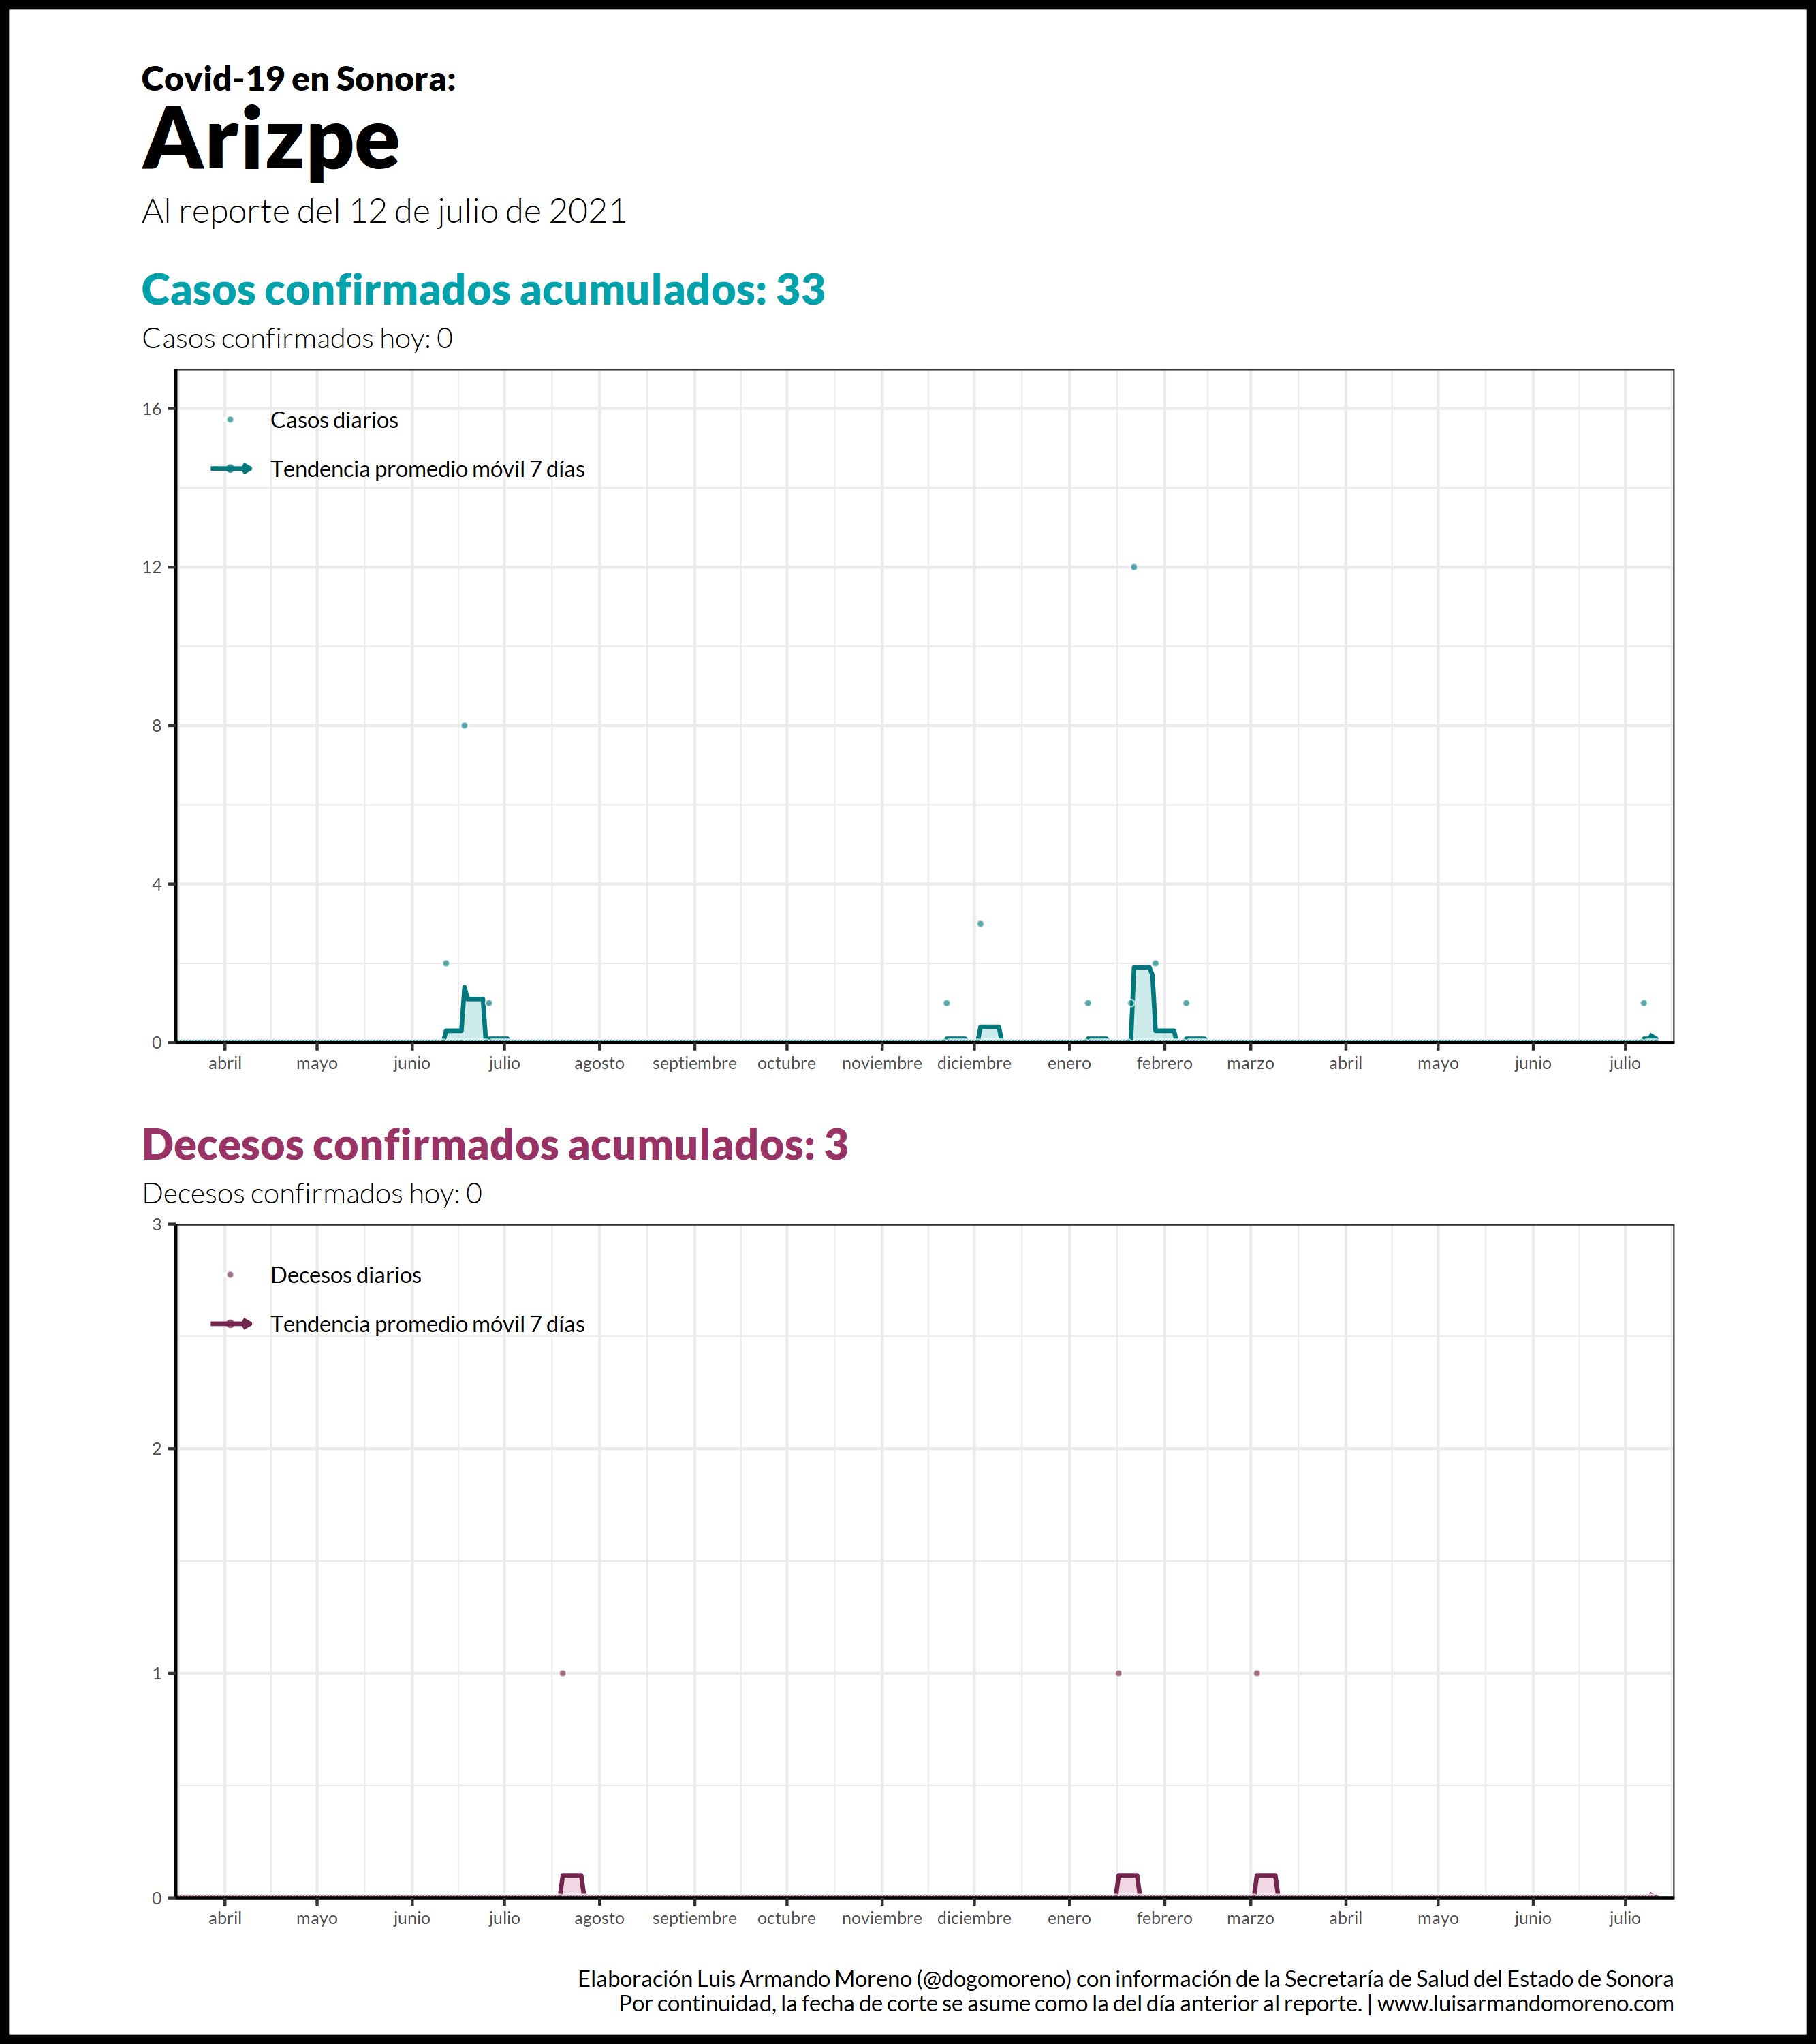 Covid-19 en Sonora:
Arizpe
Al reporte del 12 de julio de 2021
Casos confirmados acumulados: 33
Casos confirmados hoy: 0
16
12
8
4
0
Casos diarios
Tendencia promedio móvil 7 días
abril mayo junio julio agosto septiembre octubre noviembre diciembre enero febrero marzo abril mayo junio julio
Decesos confirmados acumulados: 3
Decesos confirmados hoy: 0
3
2
1
0
Decesos diarios
Tendencia promedio móvil 7 días
abril mayo junio julio agosto septiembre octubre noviembre diciembre enero febrero marzo abril mayo junio julio
Elaboración Luis Armando Moreno (@dogomoreno) con información de la Secretaría de Salud del Estado de Sonora
Por continuidad, la fecha de corte se asume como la del día anterior al reporte. | www.luisarmandomoreno.com